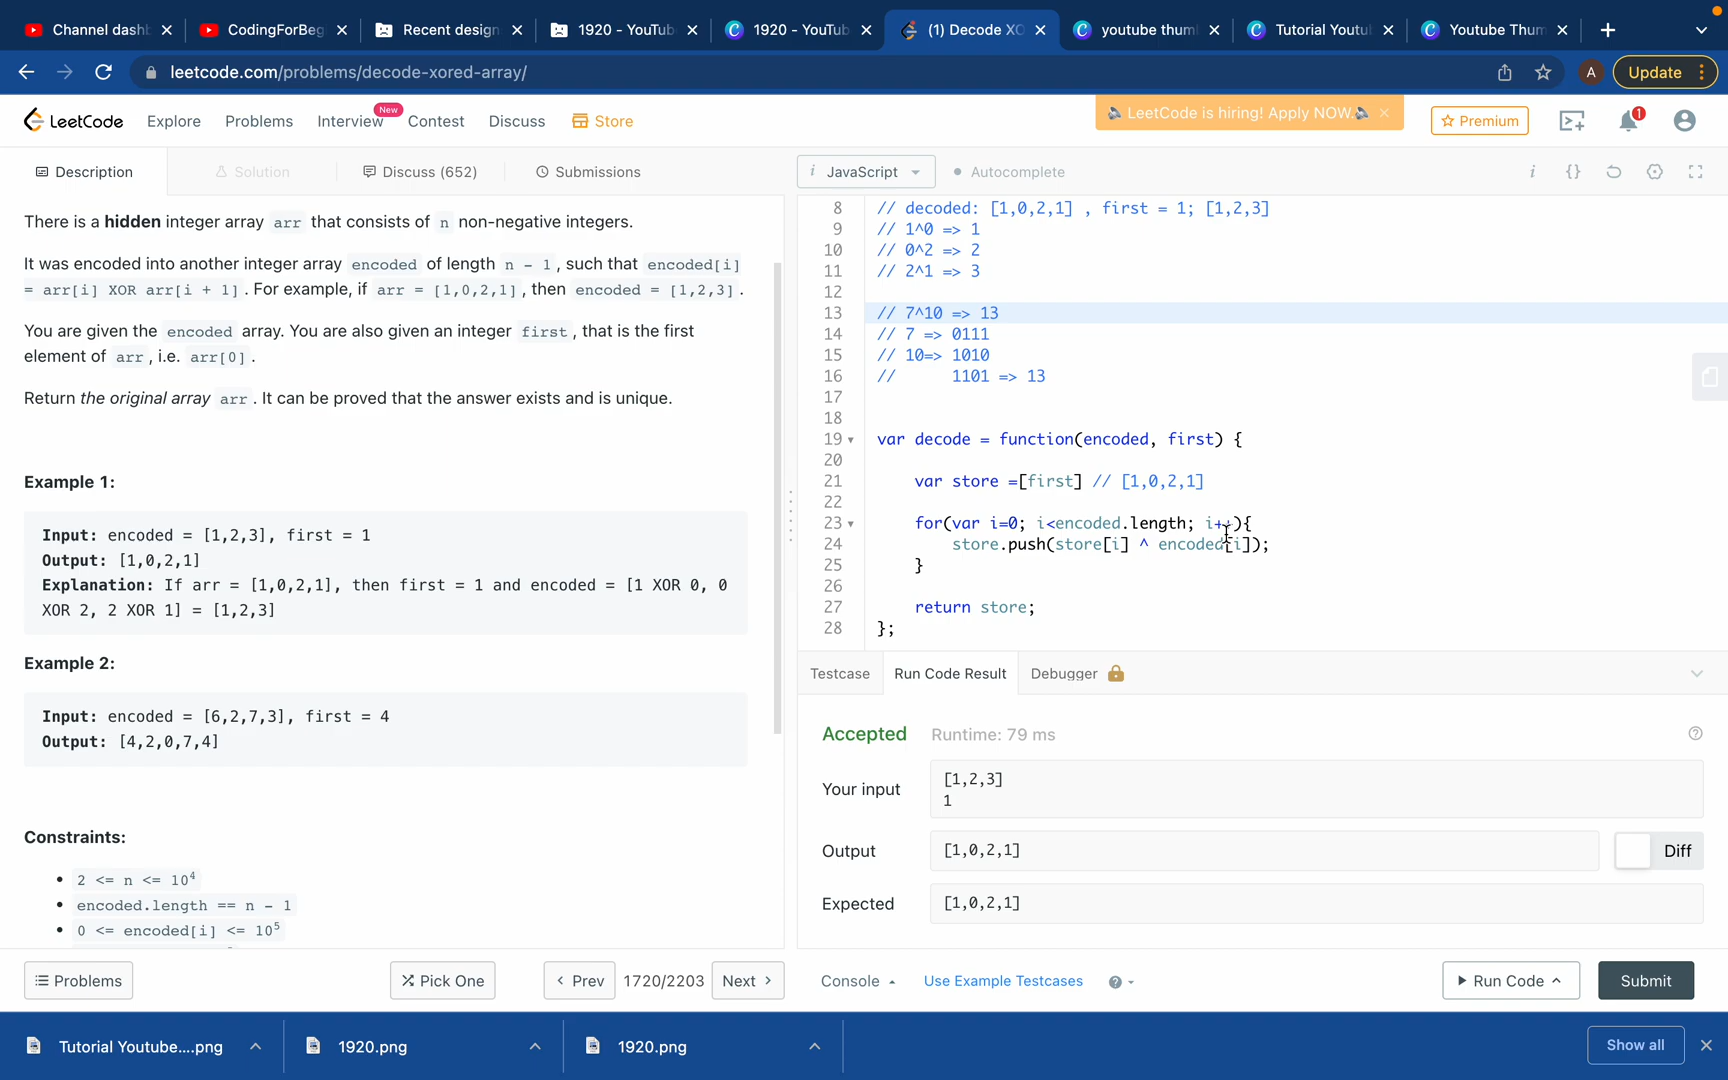 Channel dashb
CodingForBeg
Recent design
1920 - YouTub
1920 - YouTub
(1) Decode XO
youtube thum
Tutorial Youtu
Youtube Thum
leetcode.com/problems/decode-xored-array/
A
Update
LeetCode
Explore
Problems
Interview
New
Contest
Discuss
Store
LeetCode is hiring! Apply NOW.
Premium
1
Description
Solution
Discuss (652)
Submissions
There is a hidden integer array arr that consists of n non-negative integers.
It was encoded into another integer array encoded of length n - 1, such that encoded[i]
= arr[i] XOR arr[i + 1]. For example, if arr = [1,0,2,1], then encoded = [1,2,3].
You are given the encoded array. You are also given an integer first, that is the first
element of arr, i.e. arr[0].
Return the original array arr. It can be proved that the answer exists and is unique.
Example 1:
Input: encoded = [1,2,3], first = 1
Output: [1,0,2,1]
Explanation: If arr = [1,0,2,1], then first = 1 and encoded = [1 XOR 0, 0
XOR 2, 2 XOR 1] = [1,2,3]
Example 2:
Input: encoded = [6,2,7,3], first = 4
Output: [4,2,0,7,4]
Constraints:
• 2 <= n <= 10⁴
• encoded.length == n - 1
• 0 <= encoded[i] <= 10⁵
i JavaScript
Autocomplete
i {}
8 // decoded: [1,0,2,1] , first = 1; [1,2,3]
9 // 1^0 => 1
10 // 0^2 => 2
11 // 2^1 => 3
12
13 // 7^10 => 13
14 // 7 => 0111
15 // 10=> 1010
16 //      1101 => 13
17
18
19 var decode = function(encoded, first) {
20
21     var store =[first] // [1,0,2,1]
22
23     for(var i=0; i<encoded.length; i++){
24         store.push(store[i] ^ encoded[i]);
25     }
26
27     return store;
28 };
Testcase
Run Code Result
Debugger
Accepted
Runtime: 79 ms
Your input
[1,2,3]
1
Output
[1,0,2,1]
Diff
Expected
[1,0,2,1]
Problems
Pick One
Prev
1720/2203
Next
Console
Use Example Testcases
Run Code
Submit
Tutorial Youtube....png
1920.png
1920.png
Show all